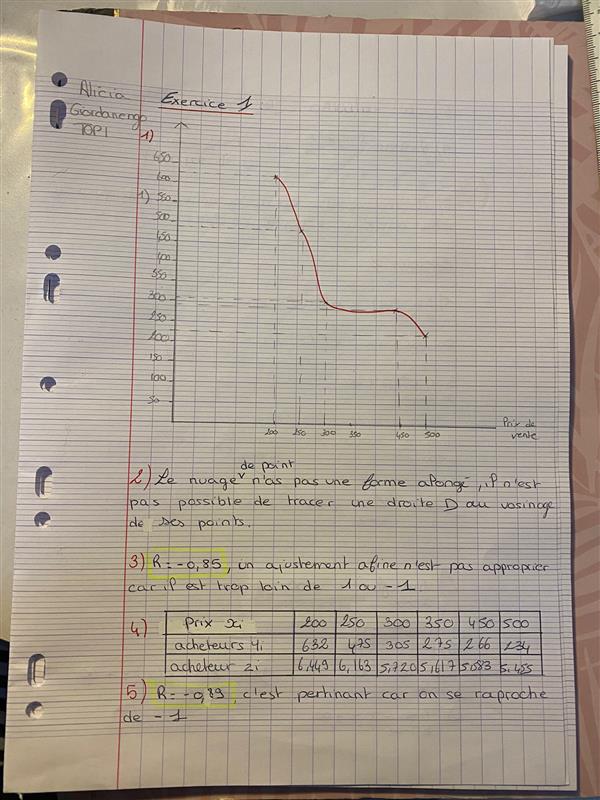 Alicia
Giordanengo
TOP1
Exercice 1
1)
650
600
1) 550
500
450
400
350
300
250
200
150
100
50
200 250 300 350 450 500
Prix de
vente
de point
2) Le nuage n'as pas une forme alongé, il n'est
pas possible de tracer une droite D au vosinage
de ses points.
3) R = -0,85, un ajustement afine n'est pas approprier
car il est trop loin de 1 ou -1
4) Prix xi 200 250 300 350 450 500
acheteurs yi 632 475 305 275 266 234
acheteur zi 6,449 6,163 5,720 5,617 5,583 5,455
5) R = -0,89, c'est pertinant car on se raproche
de -1